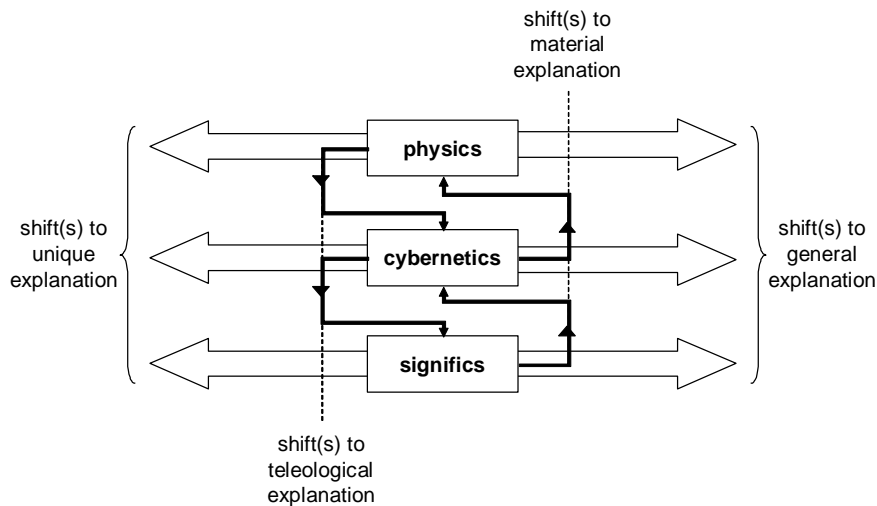 shift(s) to
material
explanation
physics
shift(s) to
unique
explanation
cybernetics
shift(s) to
general
explanation
significs
shift(s) to
teleological
explanation